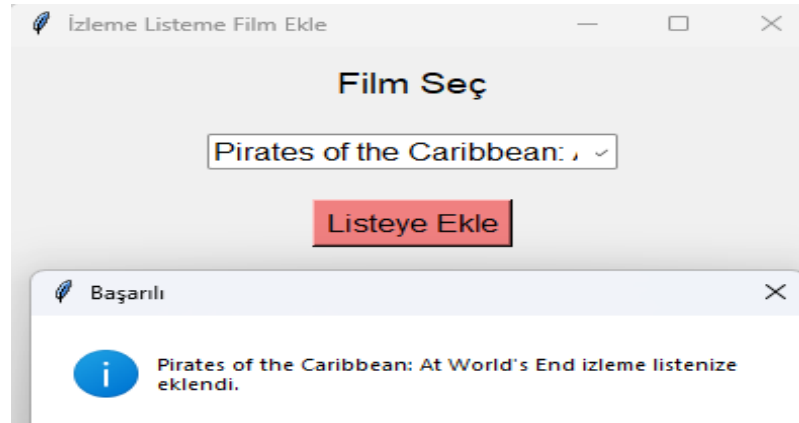 İzleme Listeme Film Ekle
Film Seç
Pirates of the Caribbean:
Listeye Ekle
Başarılı
Pirates of the Caribbean: At World's End izleme listenize
eklendi.